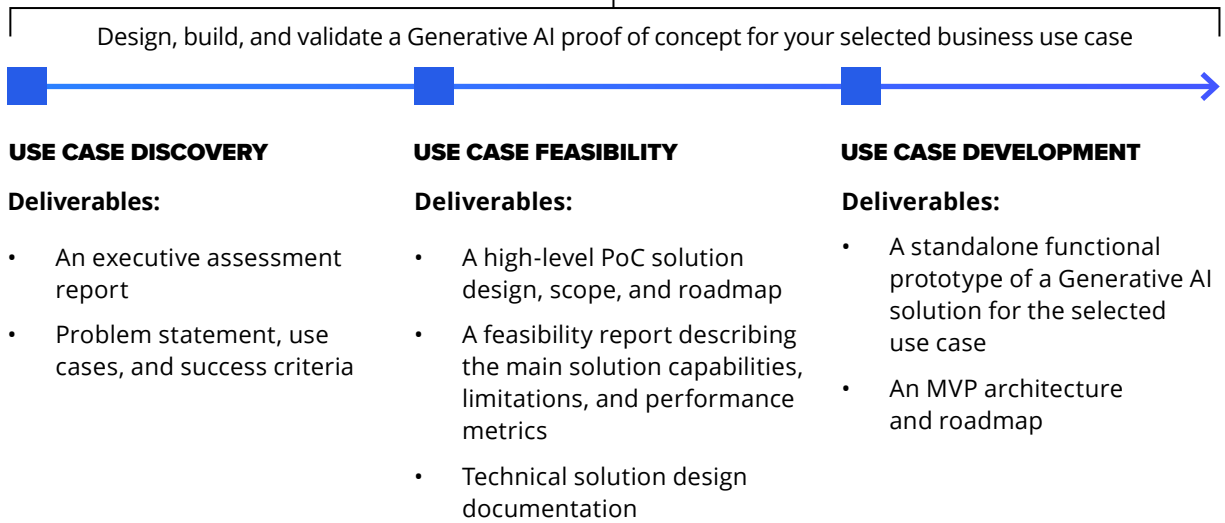 Design, build, and validate a Generative AI proof of concept for your selected business use case
USE CASE DISCOVERY
Deliverables:
• An executive assessment
report
• Problem statement, use
cases, and success criteria
USE CASE FEASIBILITY
Deliverables:
• A high-level PoC solution
design, scope, and roadmap
• A feasibility report describing
the main solution capabilities,
limitations, and performance
metrics
• Technical solution design
documentation
USE CASE DEVELOPMENT
Deliverables:
• A standalone functional
prototype of a Generative AI
solution for the selected
use case
• An MVP architecture
and roadmap